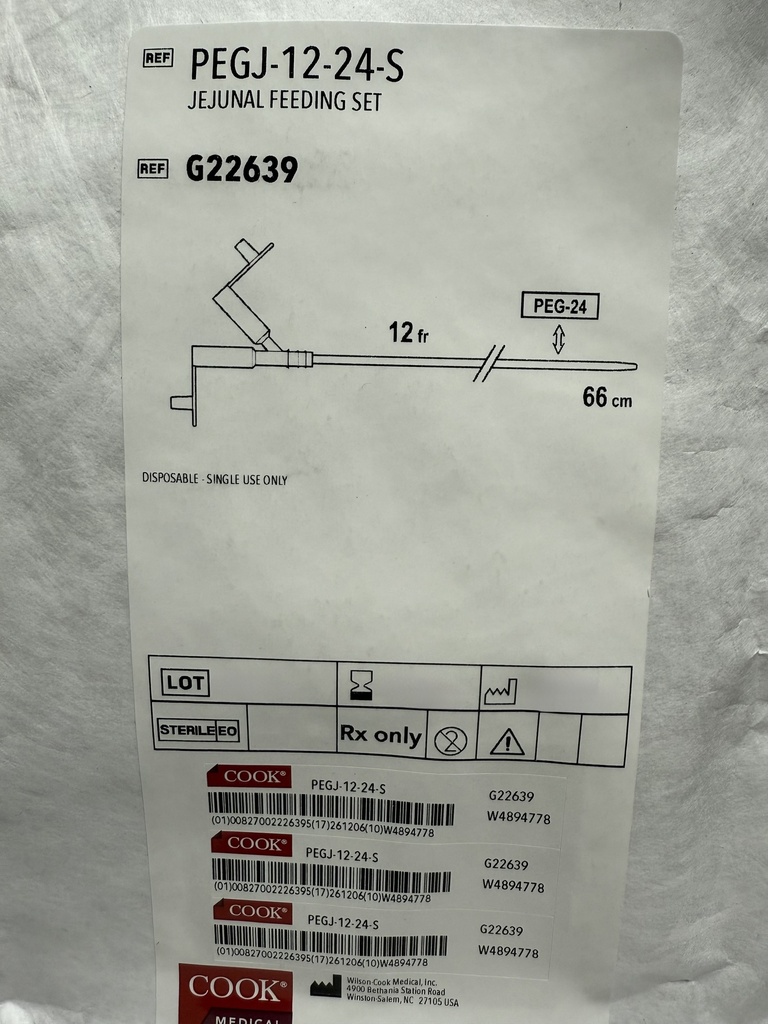 REF PEGJ-12-24-S
JEJUNAL FEEDING SET
REF G22639
PEG-24
12 fr
66 cm
DISPOSABLE - SINGLE USE ONLY
LOT
STERILE EO Rx only 2
COOK® PEGJ-12-24-S G22639
(01)00827002226395(17)261206(10)W4894778 W4894778
COOK® PEGJ-12-24-S G22639
(01)00827002226395(17)261206(10)W4894778 W4894778
COOK® PEGJ-12-24-S G22639
(01)00827002226395(17)261206(10)W4894778 W4894778
COOK®
MEDICAL
Wilson-Cook Medical, Inc.
4900 Bethania Station Road
Winston-Salem, NC 27105 USA